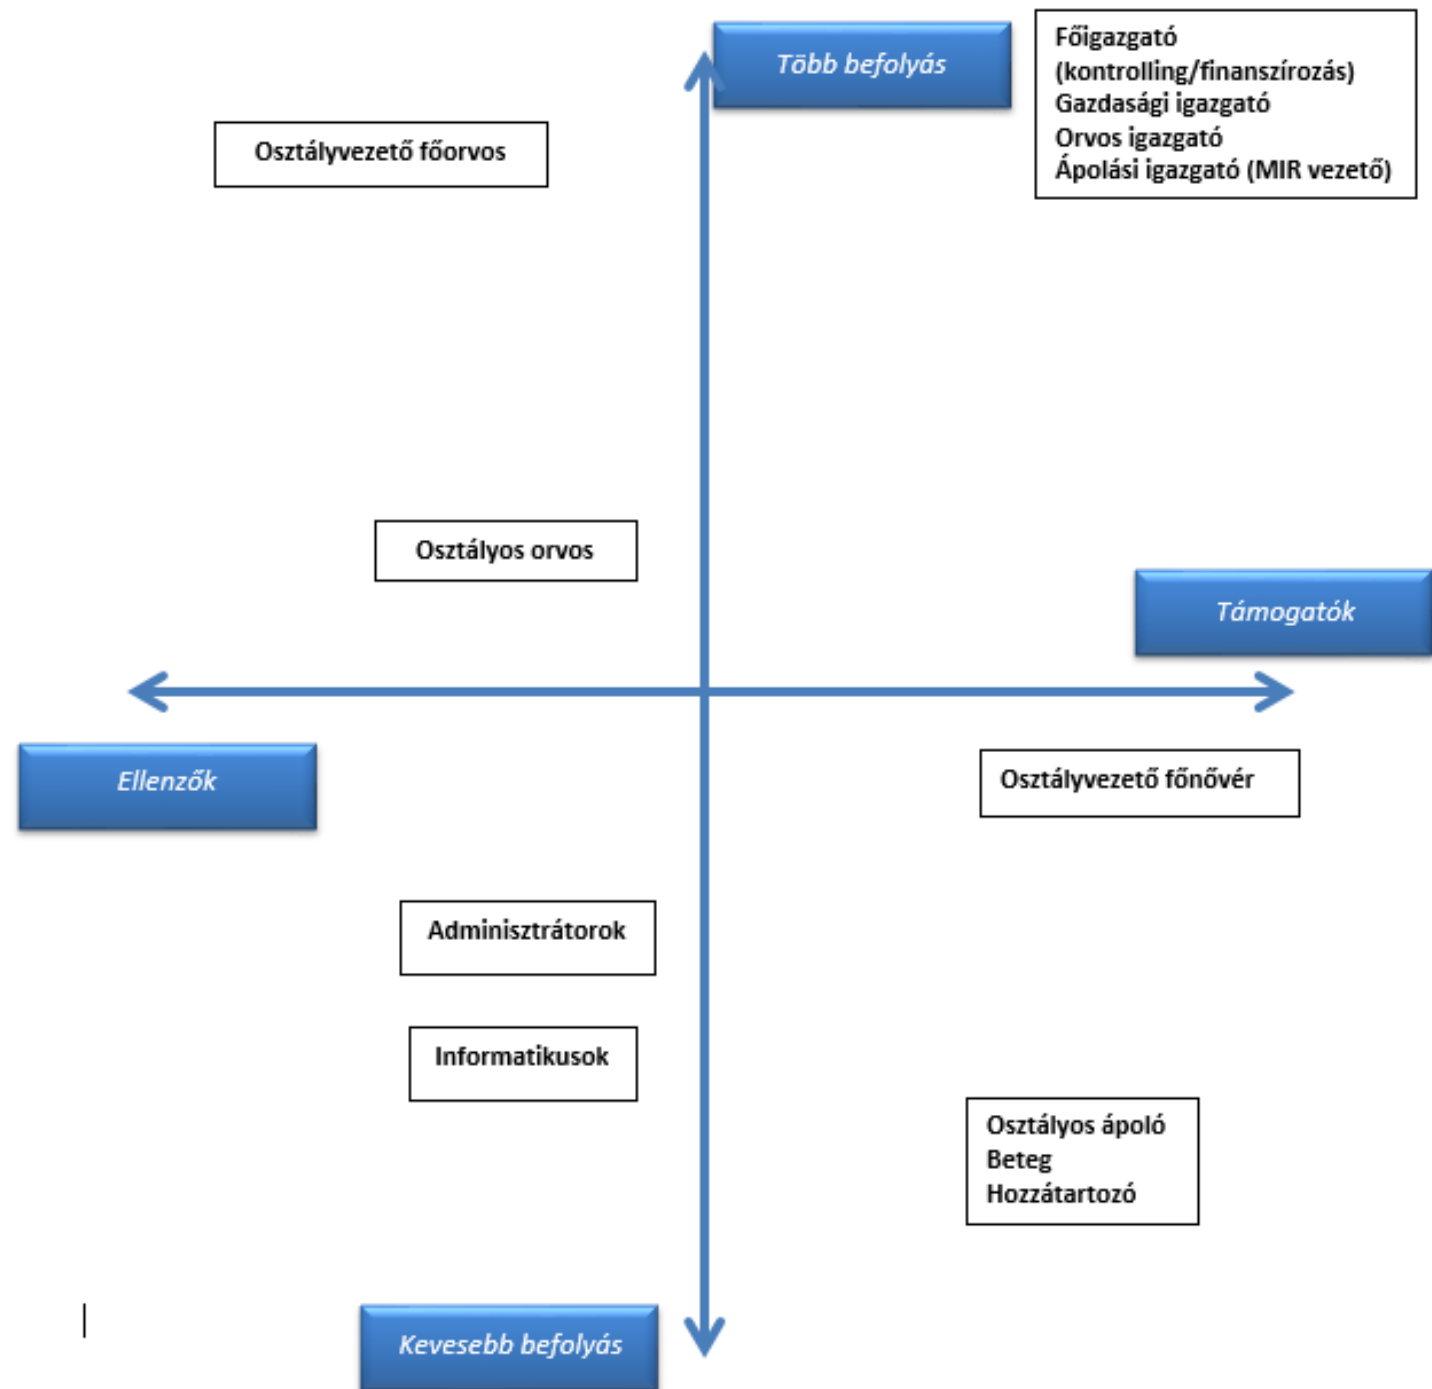 Több befolyás
Főigazgató
(kontrolling/finanszírozás)
Gazdasági igazgató
Orvos igazgató
Ápolási igazgató (MIR vezető)
Osztályvezető főorvos
Osztályos orvos
Támogatók
Ellenzők
Osztályvezető főnővér
Adminisztrátorok
Informatikusok
Osztályos ápoló
Beteg
Hozzátartozó
Kevesebb befolyás